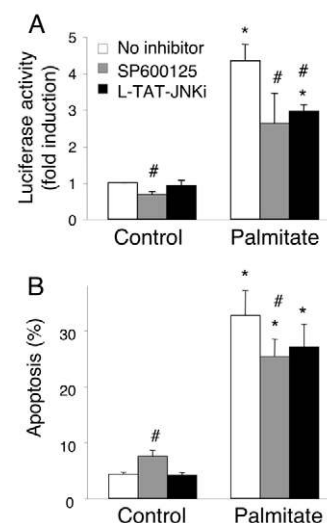 A
No inhibitor
SP600125
L-TAT-JNKi
Luciferase activity
(fold induction)
5
4
3
2
1
0
*
#
#
*
#
Control
Palmitate
B
Apoptosis (%)
30
20
10
0
*
#
*
*
#
Control
Palmitate